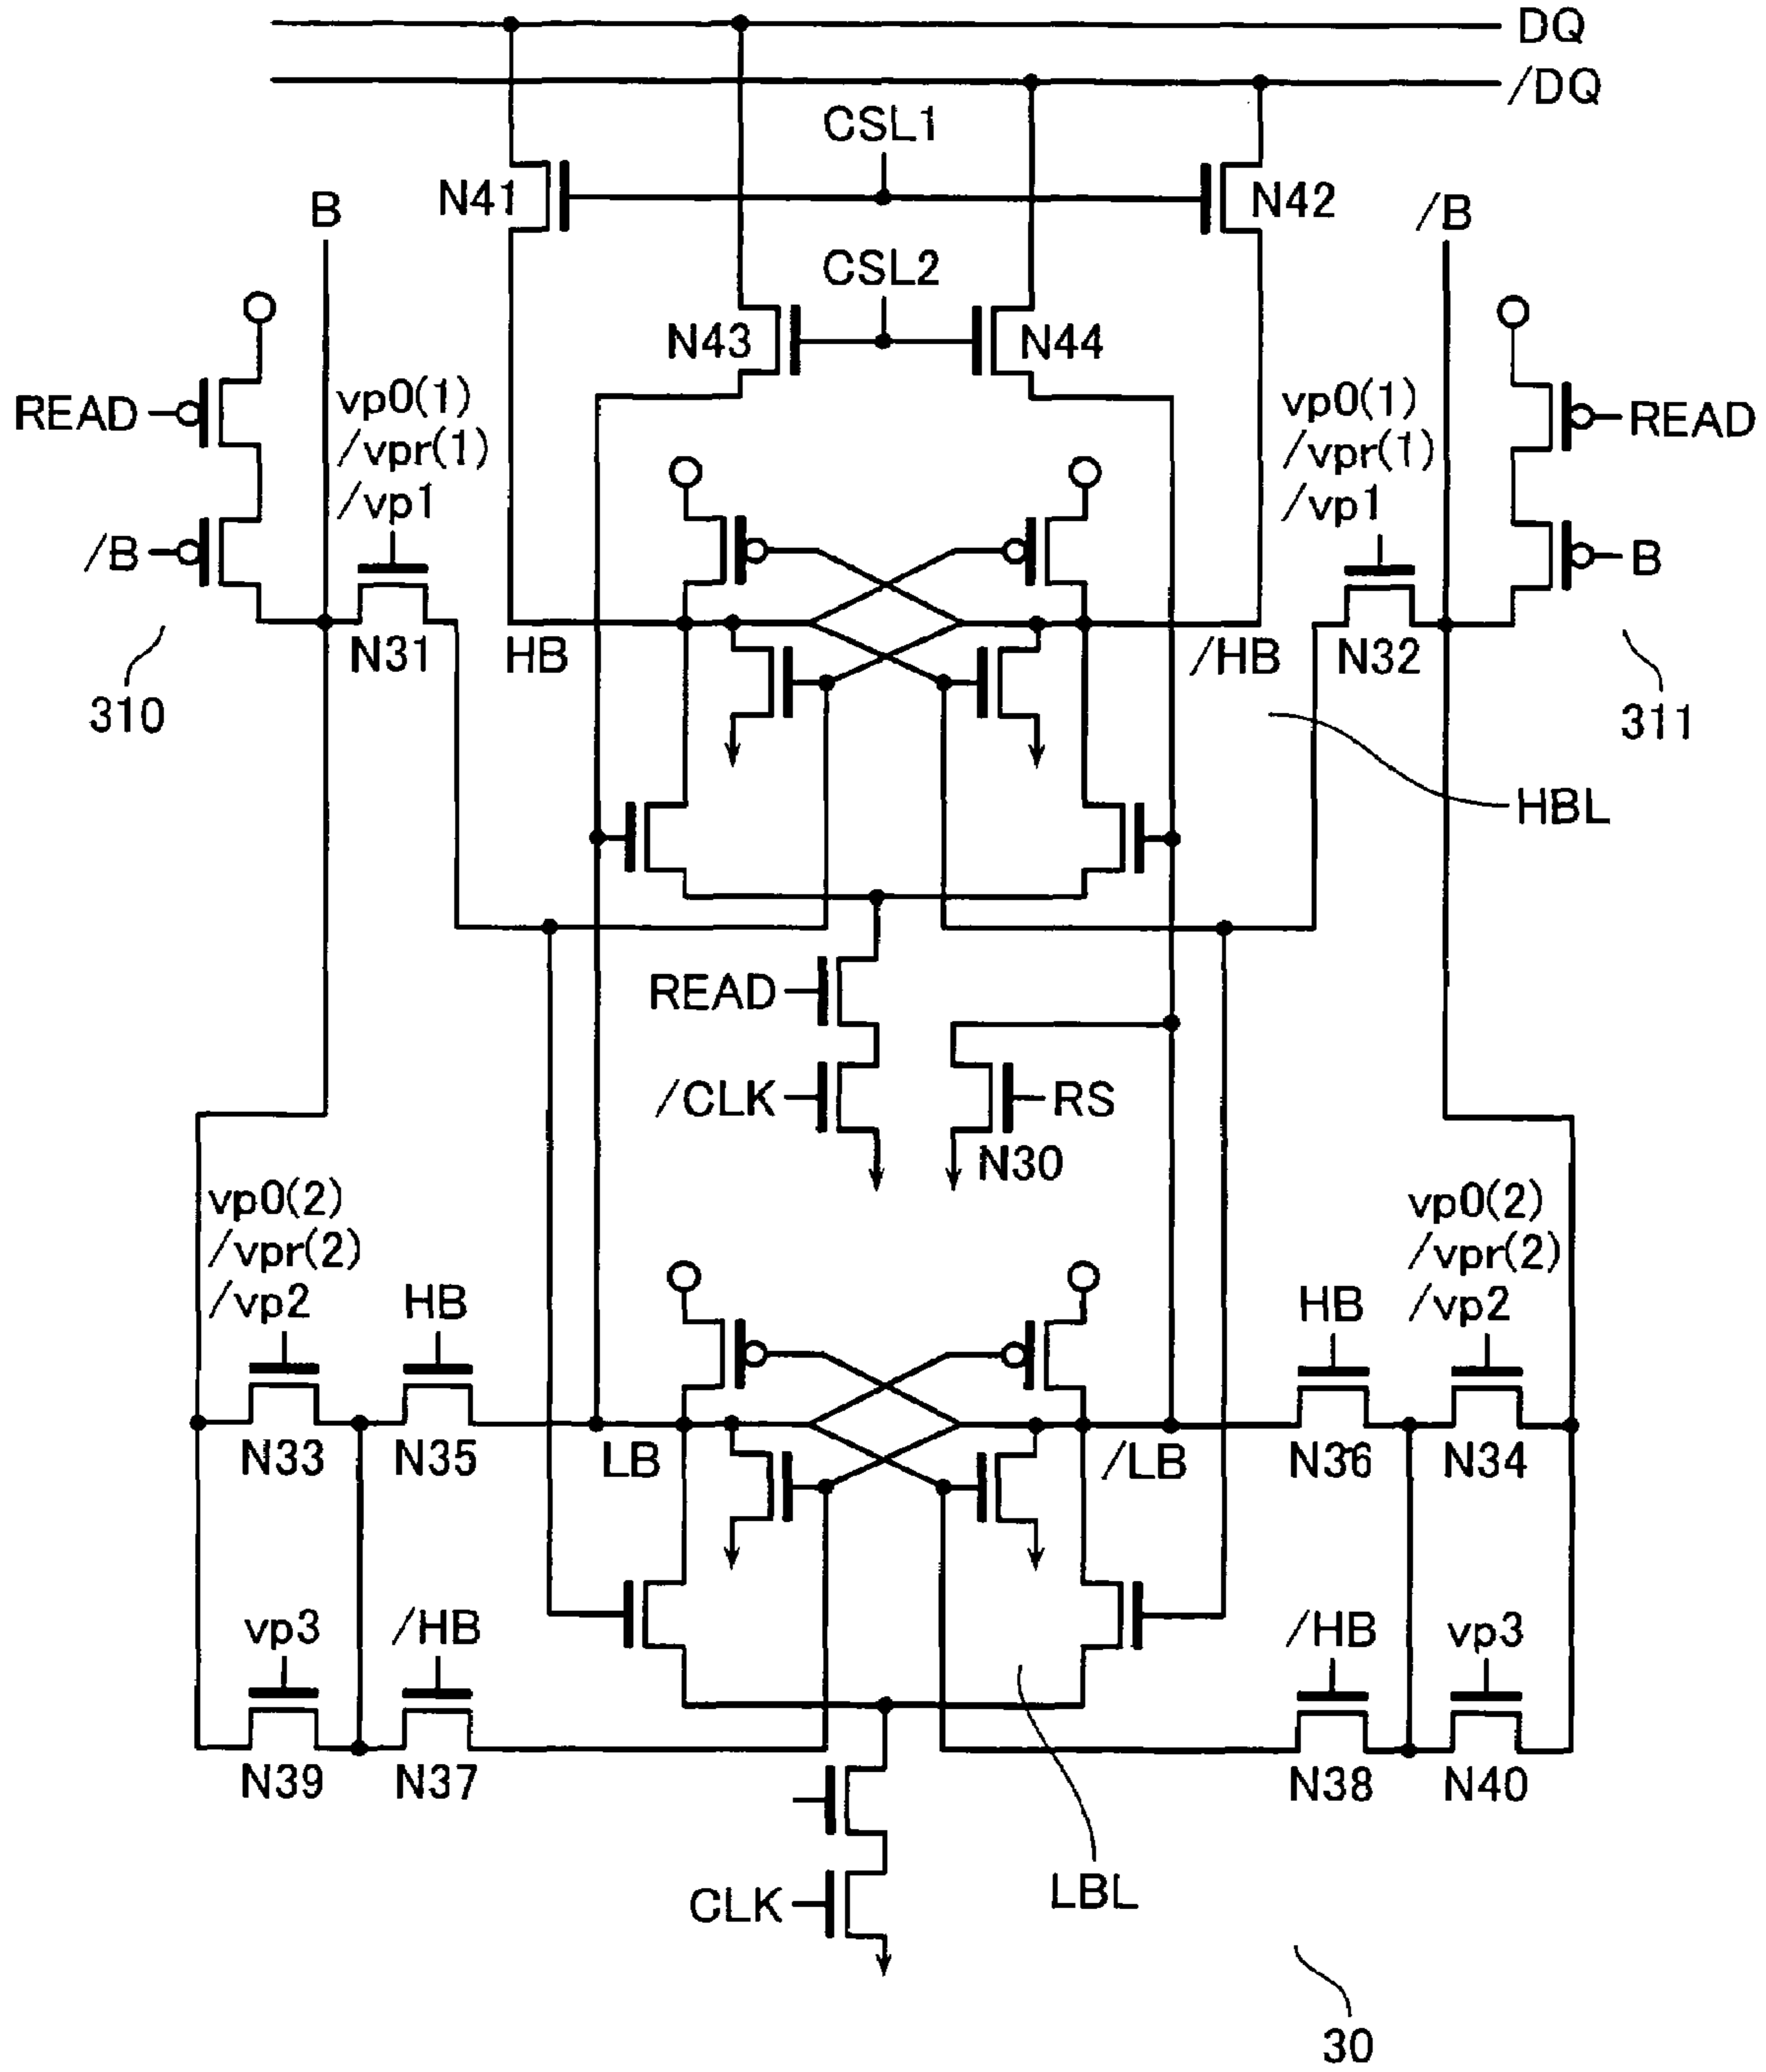 DQ
/DQ
CSL1
N41
N42
B
/B
CSL2
N43
N44
READ
vp0(1)
/vpr(1)
/vp1
vp0(1)
/vpr(1)
/vp1
READ
/B
B
N31
HB
/HB
N32
310
311
HBL
READ
/CLK
RS
N30
vp0(2)
/vpr(2)
/vp2
HB
HB
vp0(2)
/vpr(2)
/vp2
N33
N35
LB
/LB
N36
N34
vp3
/HB
/HB
vp3
N39
N37
N38
N40
CLK
LBL
30